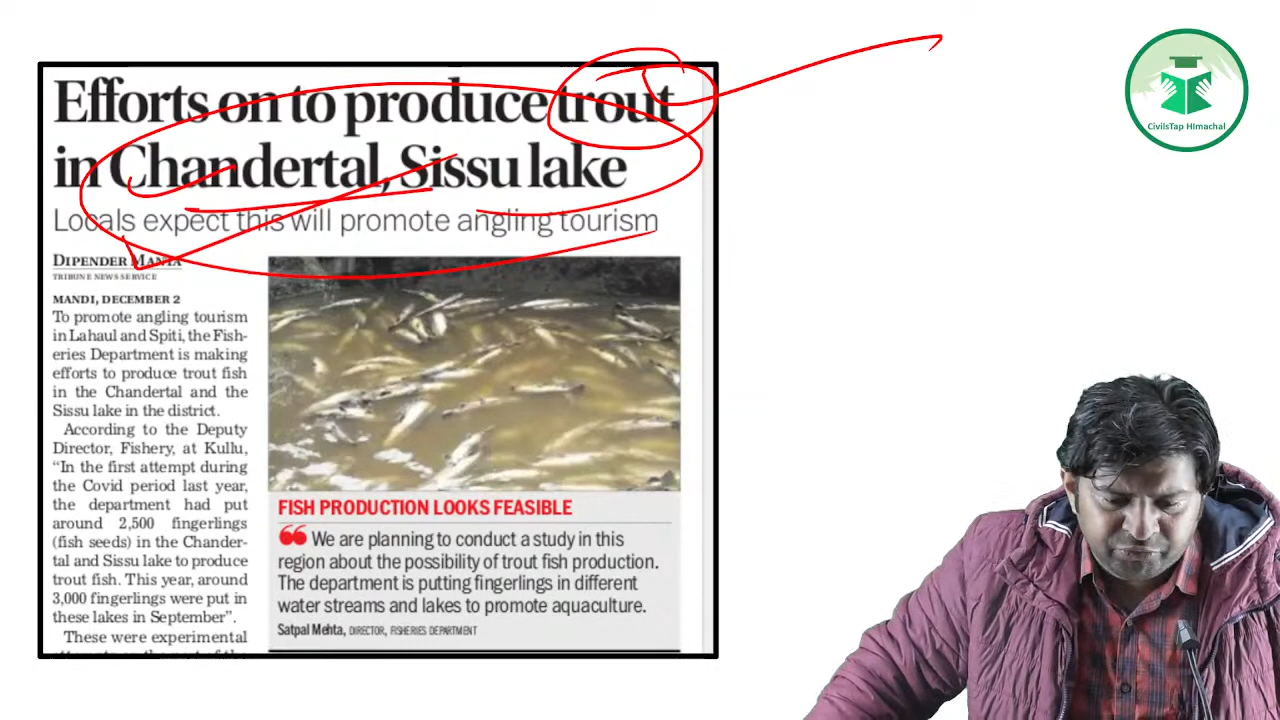 Efforts on to produce trout
in Chandertal, Sissu lake
Locals expect this will promote angling tourism
DIPENDER MANTA
TRIBUNE NEWS SERVICE
MANDI, DECEMBER 2
To promote angling tourism
in Lahaul and Spiti, the Fish-
eries Department is making
efforts to produce trout fish
in the Chandertal and the
Sissu lake in the district.
According to the Deputy
Director, Fishery, at Kullu,
“In the first attempt during
the Covid period last year,
the department had put
around 2,500 fingerlings
(fish seeds) in the Chander-
tal and Sissu lake to produce
trout fish. This year, around
3,000 fingerlings were put in
these lakes in September”.
These were experimental
FISH PRODUCTION LOOKS FEASIBLE
“We are planning to conduct a study in this
region about the possibility of trout fish production.
The department is putting fingerlings in different
water streams and lakes to promote aquaculture.
Satpal Mehta, DIRECTOR, FISHERIES DEPARTMENT
CivilsTap HImachal